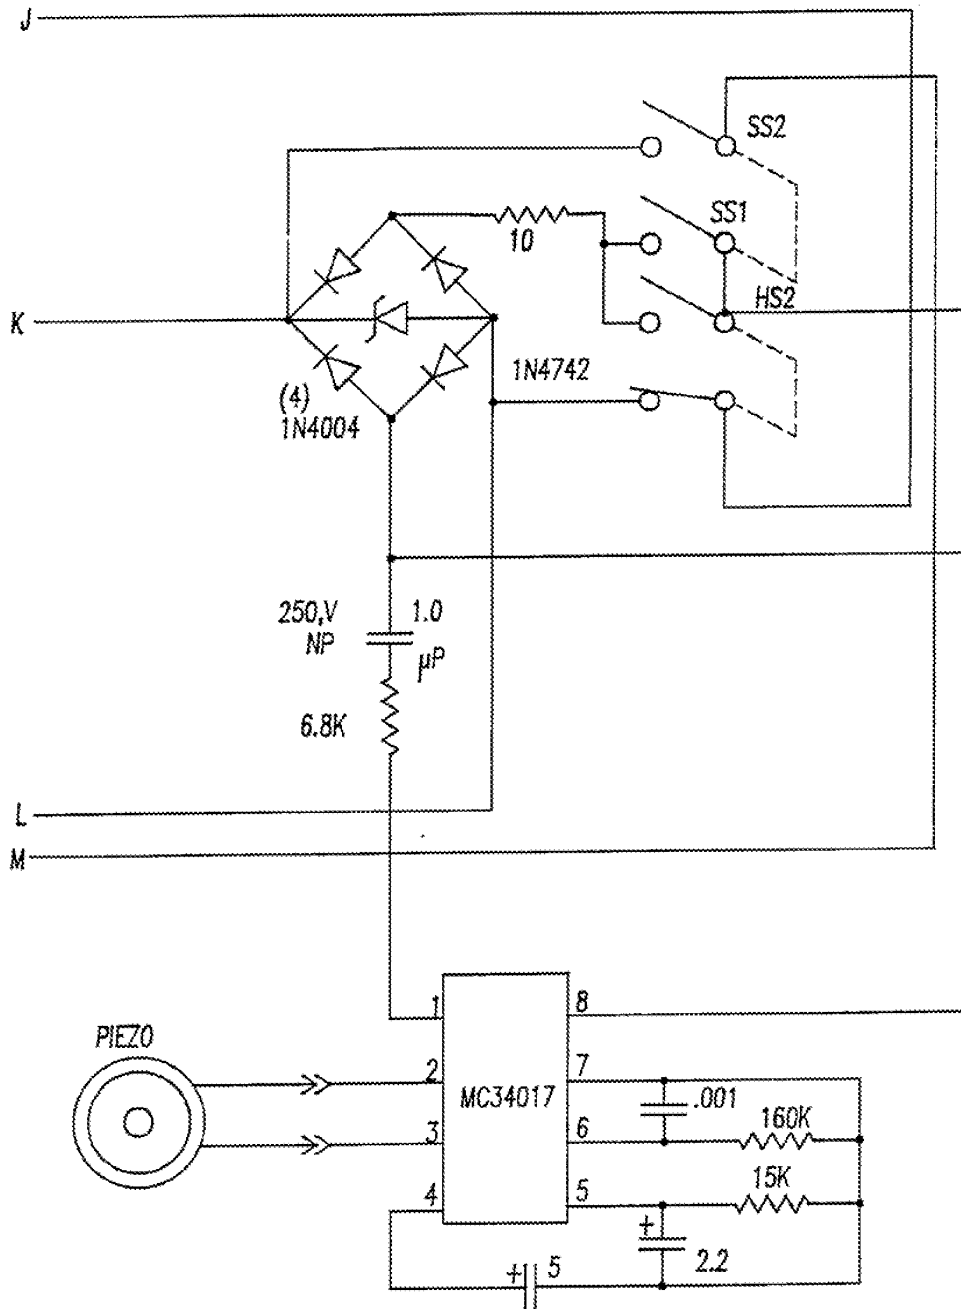 J
SS2
SS1
10
HS2
K
1N4742
(4)
1N4004
250,V
NP
1.0
µP
6.8K
L
M
PIEZO
1
8
2
7
MC34017
.001
160K
3
6
15K
4
5
+
2.2
+
5